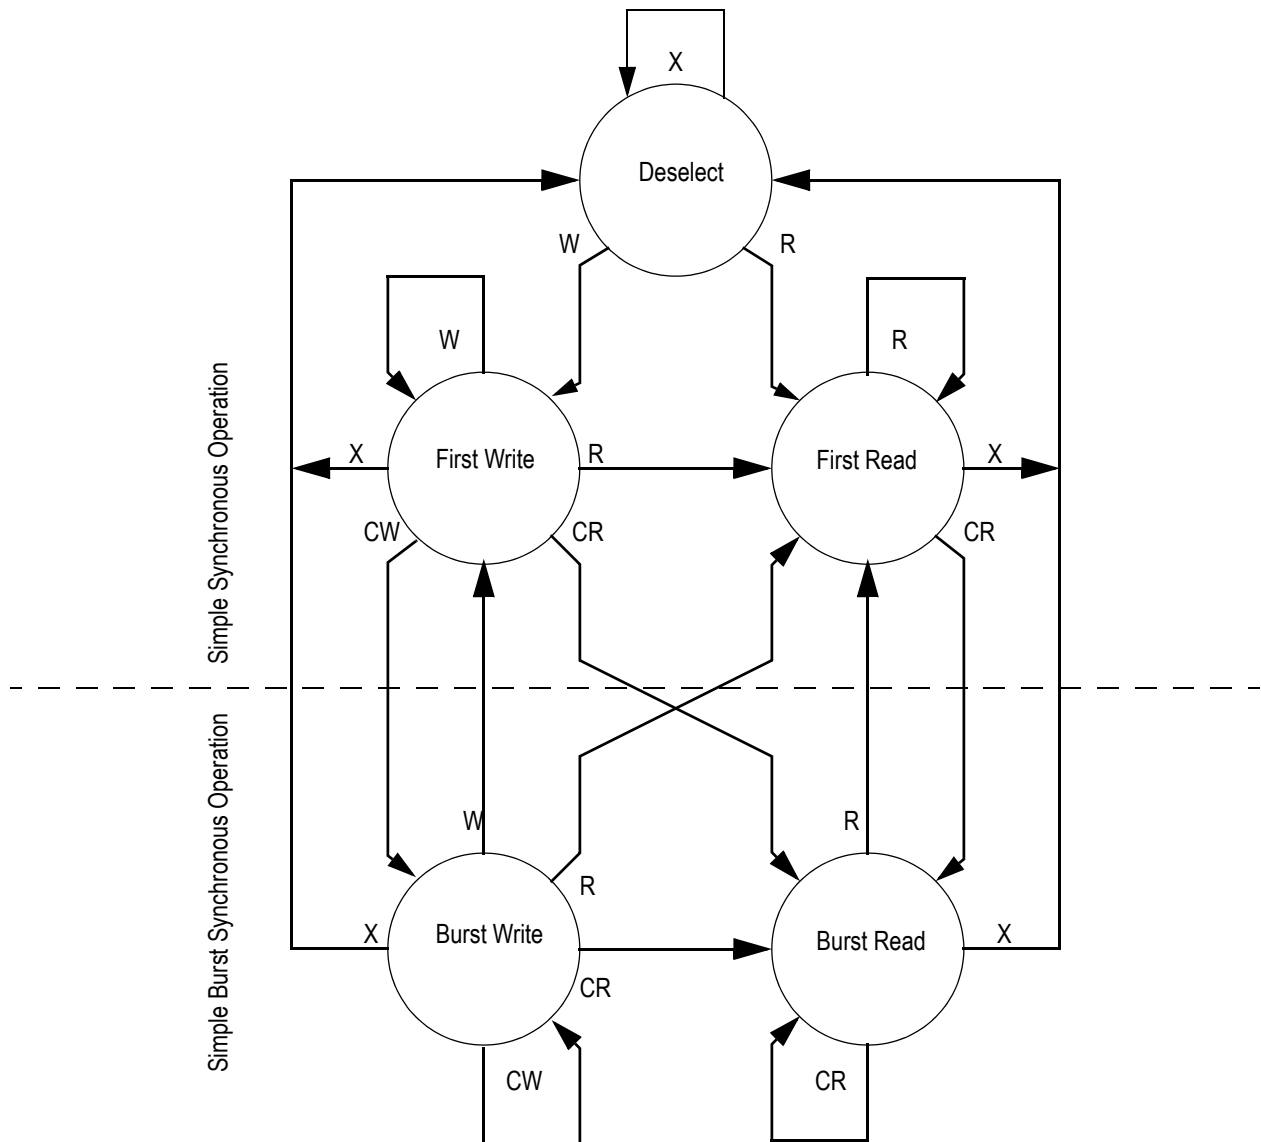 X
Deselect
W
R
W
R
Simple Synchronous Operation
X
First Write
R
First Read
X
CW
CR
CR
Simple Burst Synchronous Operation
W
R
R
X
Burst Write
Burst Read
X
CR
CW
CR